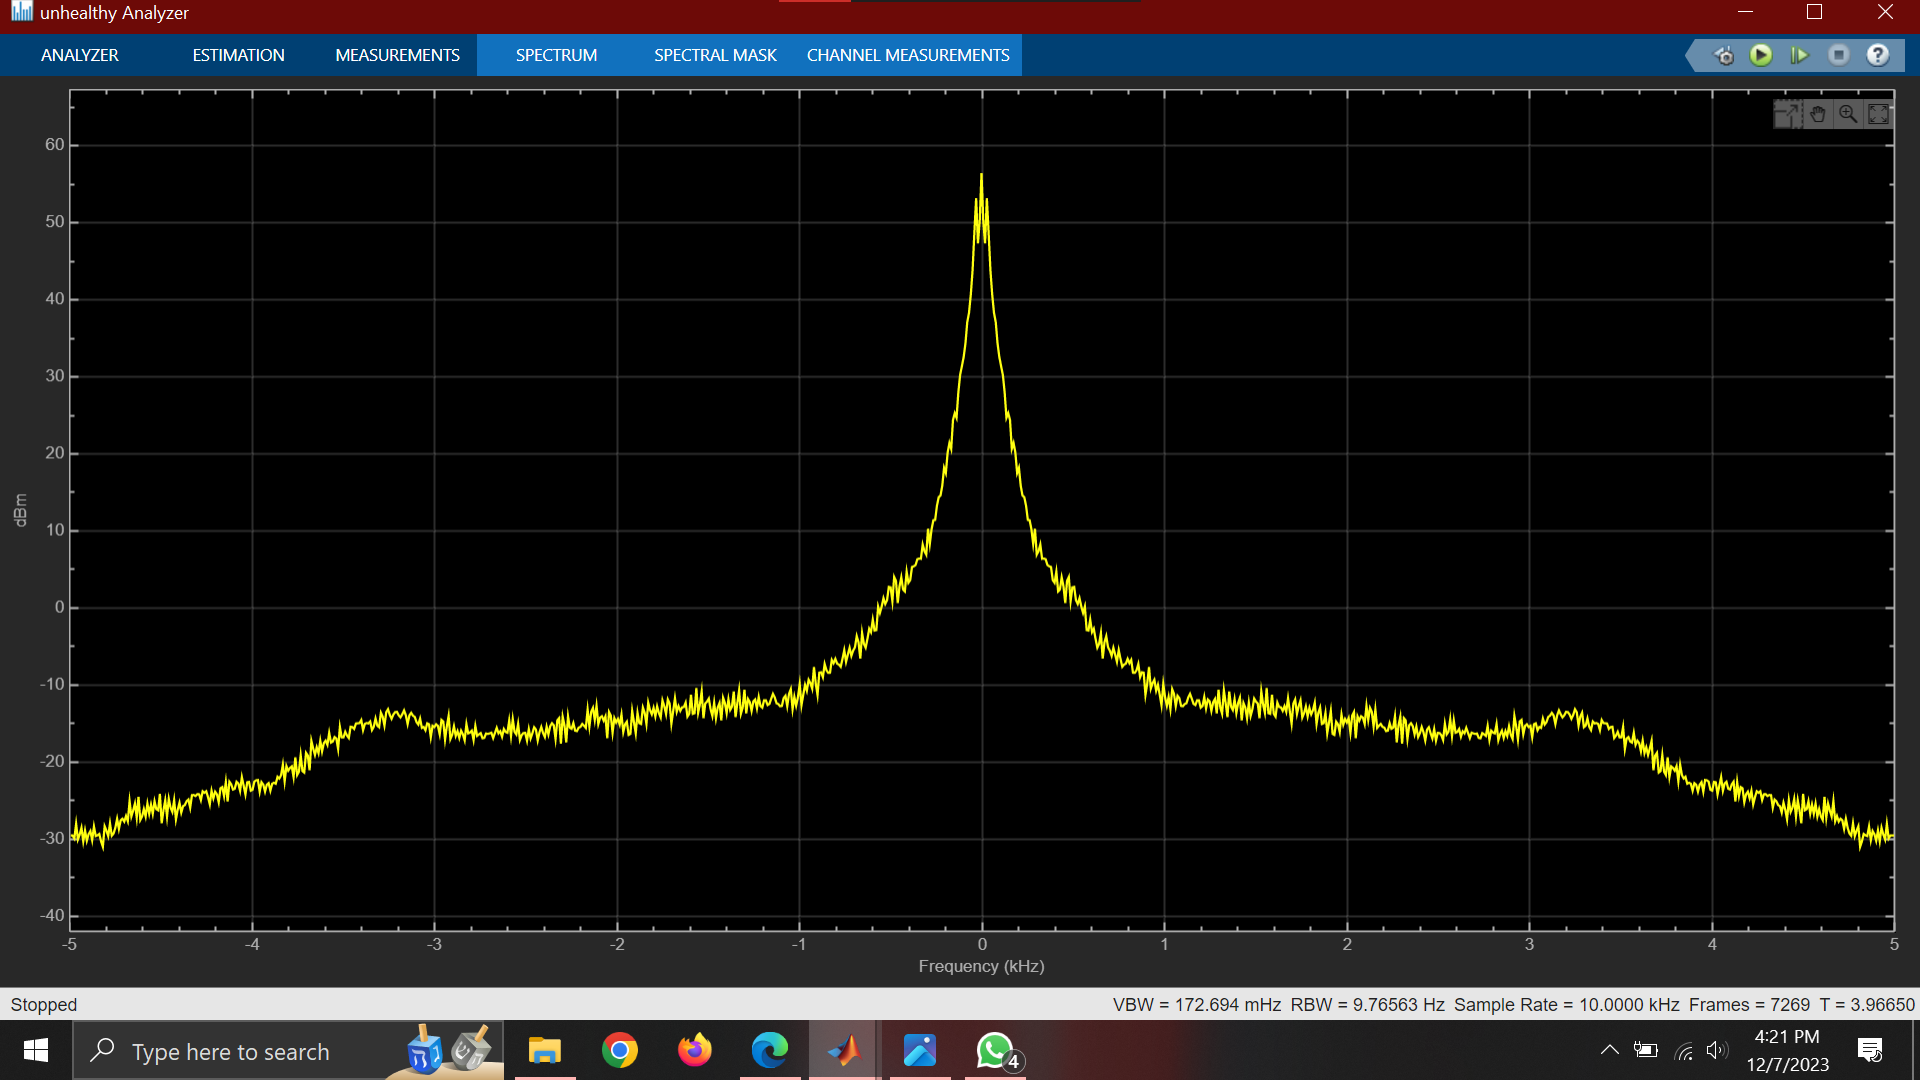 unhealthy Analyzer
ANALYZER ESTIMATION MEASUREMENTS SPECTRUM SPECTRAL MASK CHANNEL MEASUREMENTS
60
50
40
30
20
10
0
-10
-20
-30
-40
dBm
-5 -4 -3 -2 -1 0 1 2 3 4 5
Frequency (kHz)
Stopped VBW = 172.694 mHz RBW = 9.76563 Hz Sample Rate = 10.0000 kHz Frames = 7269 T = 3.96650
Type here to search 4 4:21 PM
12/7/2023